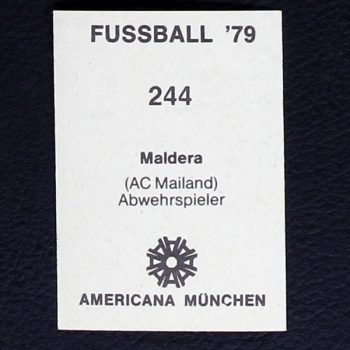 FUSSBALL '79
244
Maldera
(AC Mailand)
Abwehrspieler
AMERICANA MÜNCHEN